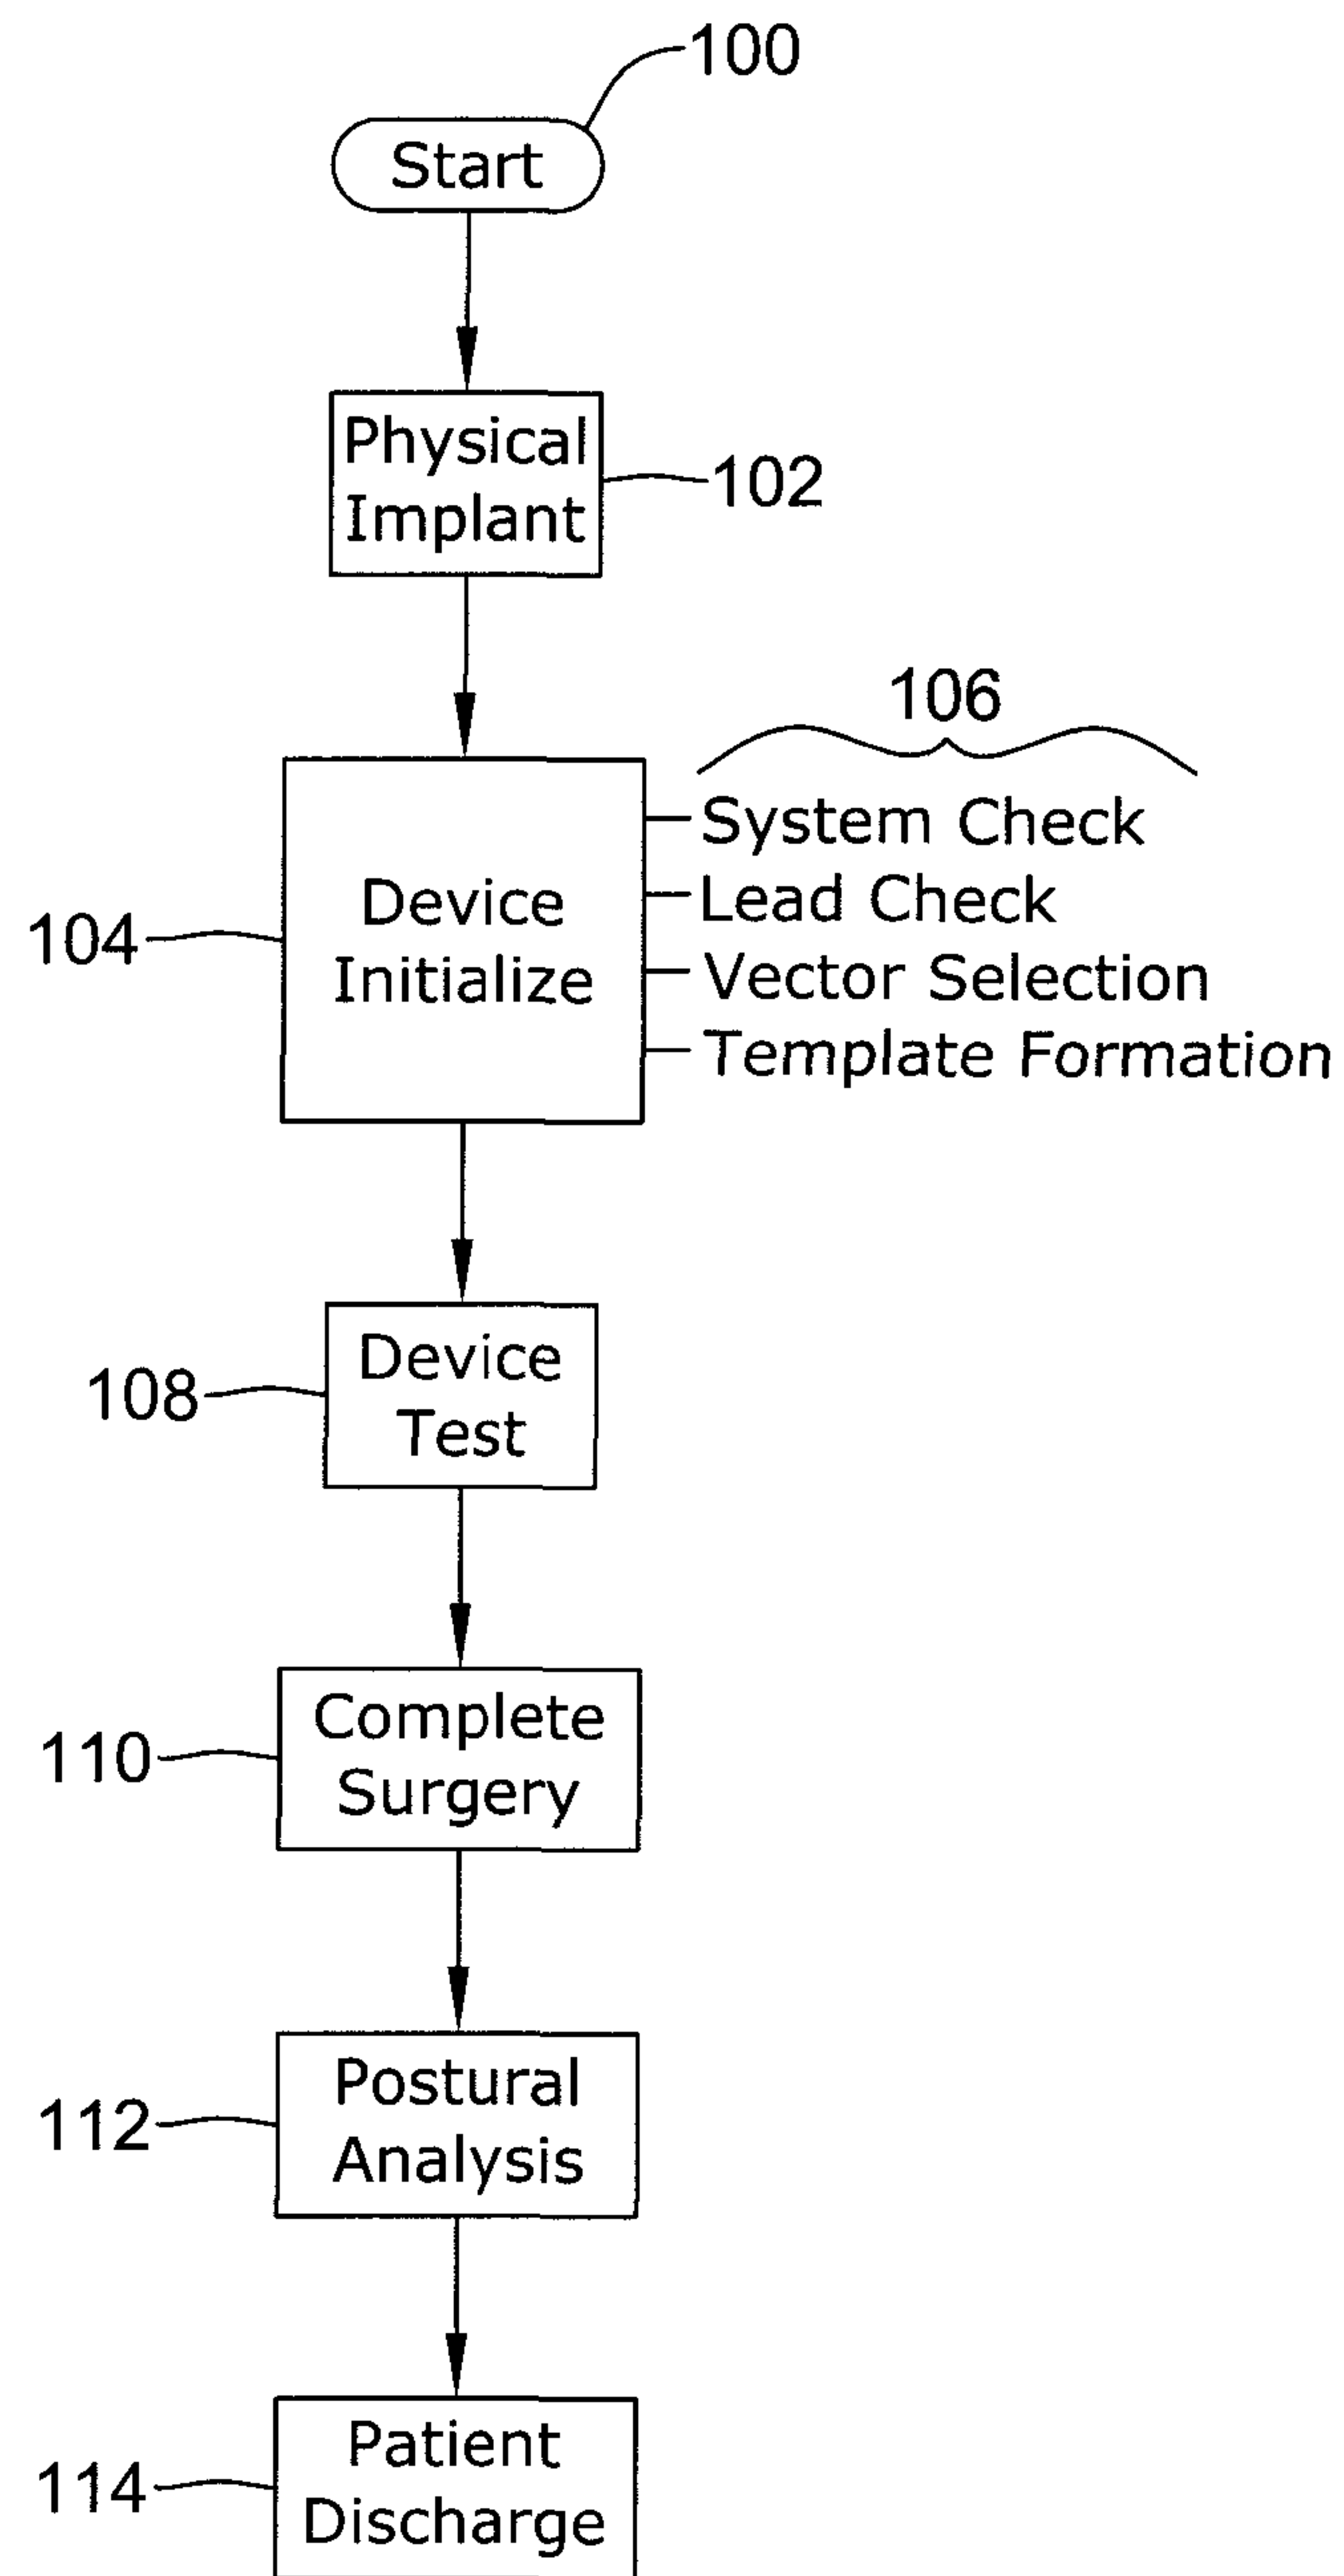 100
Start
Physical
Implant
102
106
System Check
Lead Check
Vector Selection
Template Formation
104
Device
Initialize
108
Device
Test
110
Complete
Surgery
112
Postural
Analysis
114
Patient
Discharge